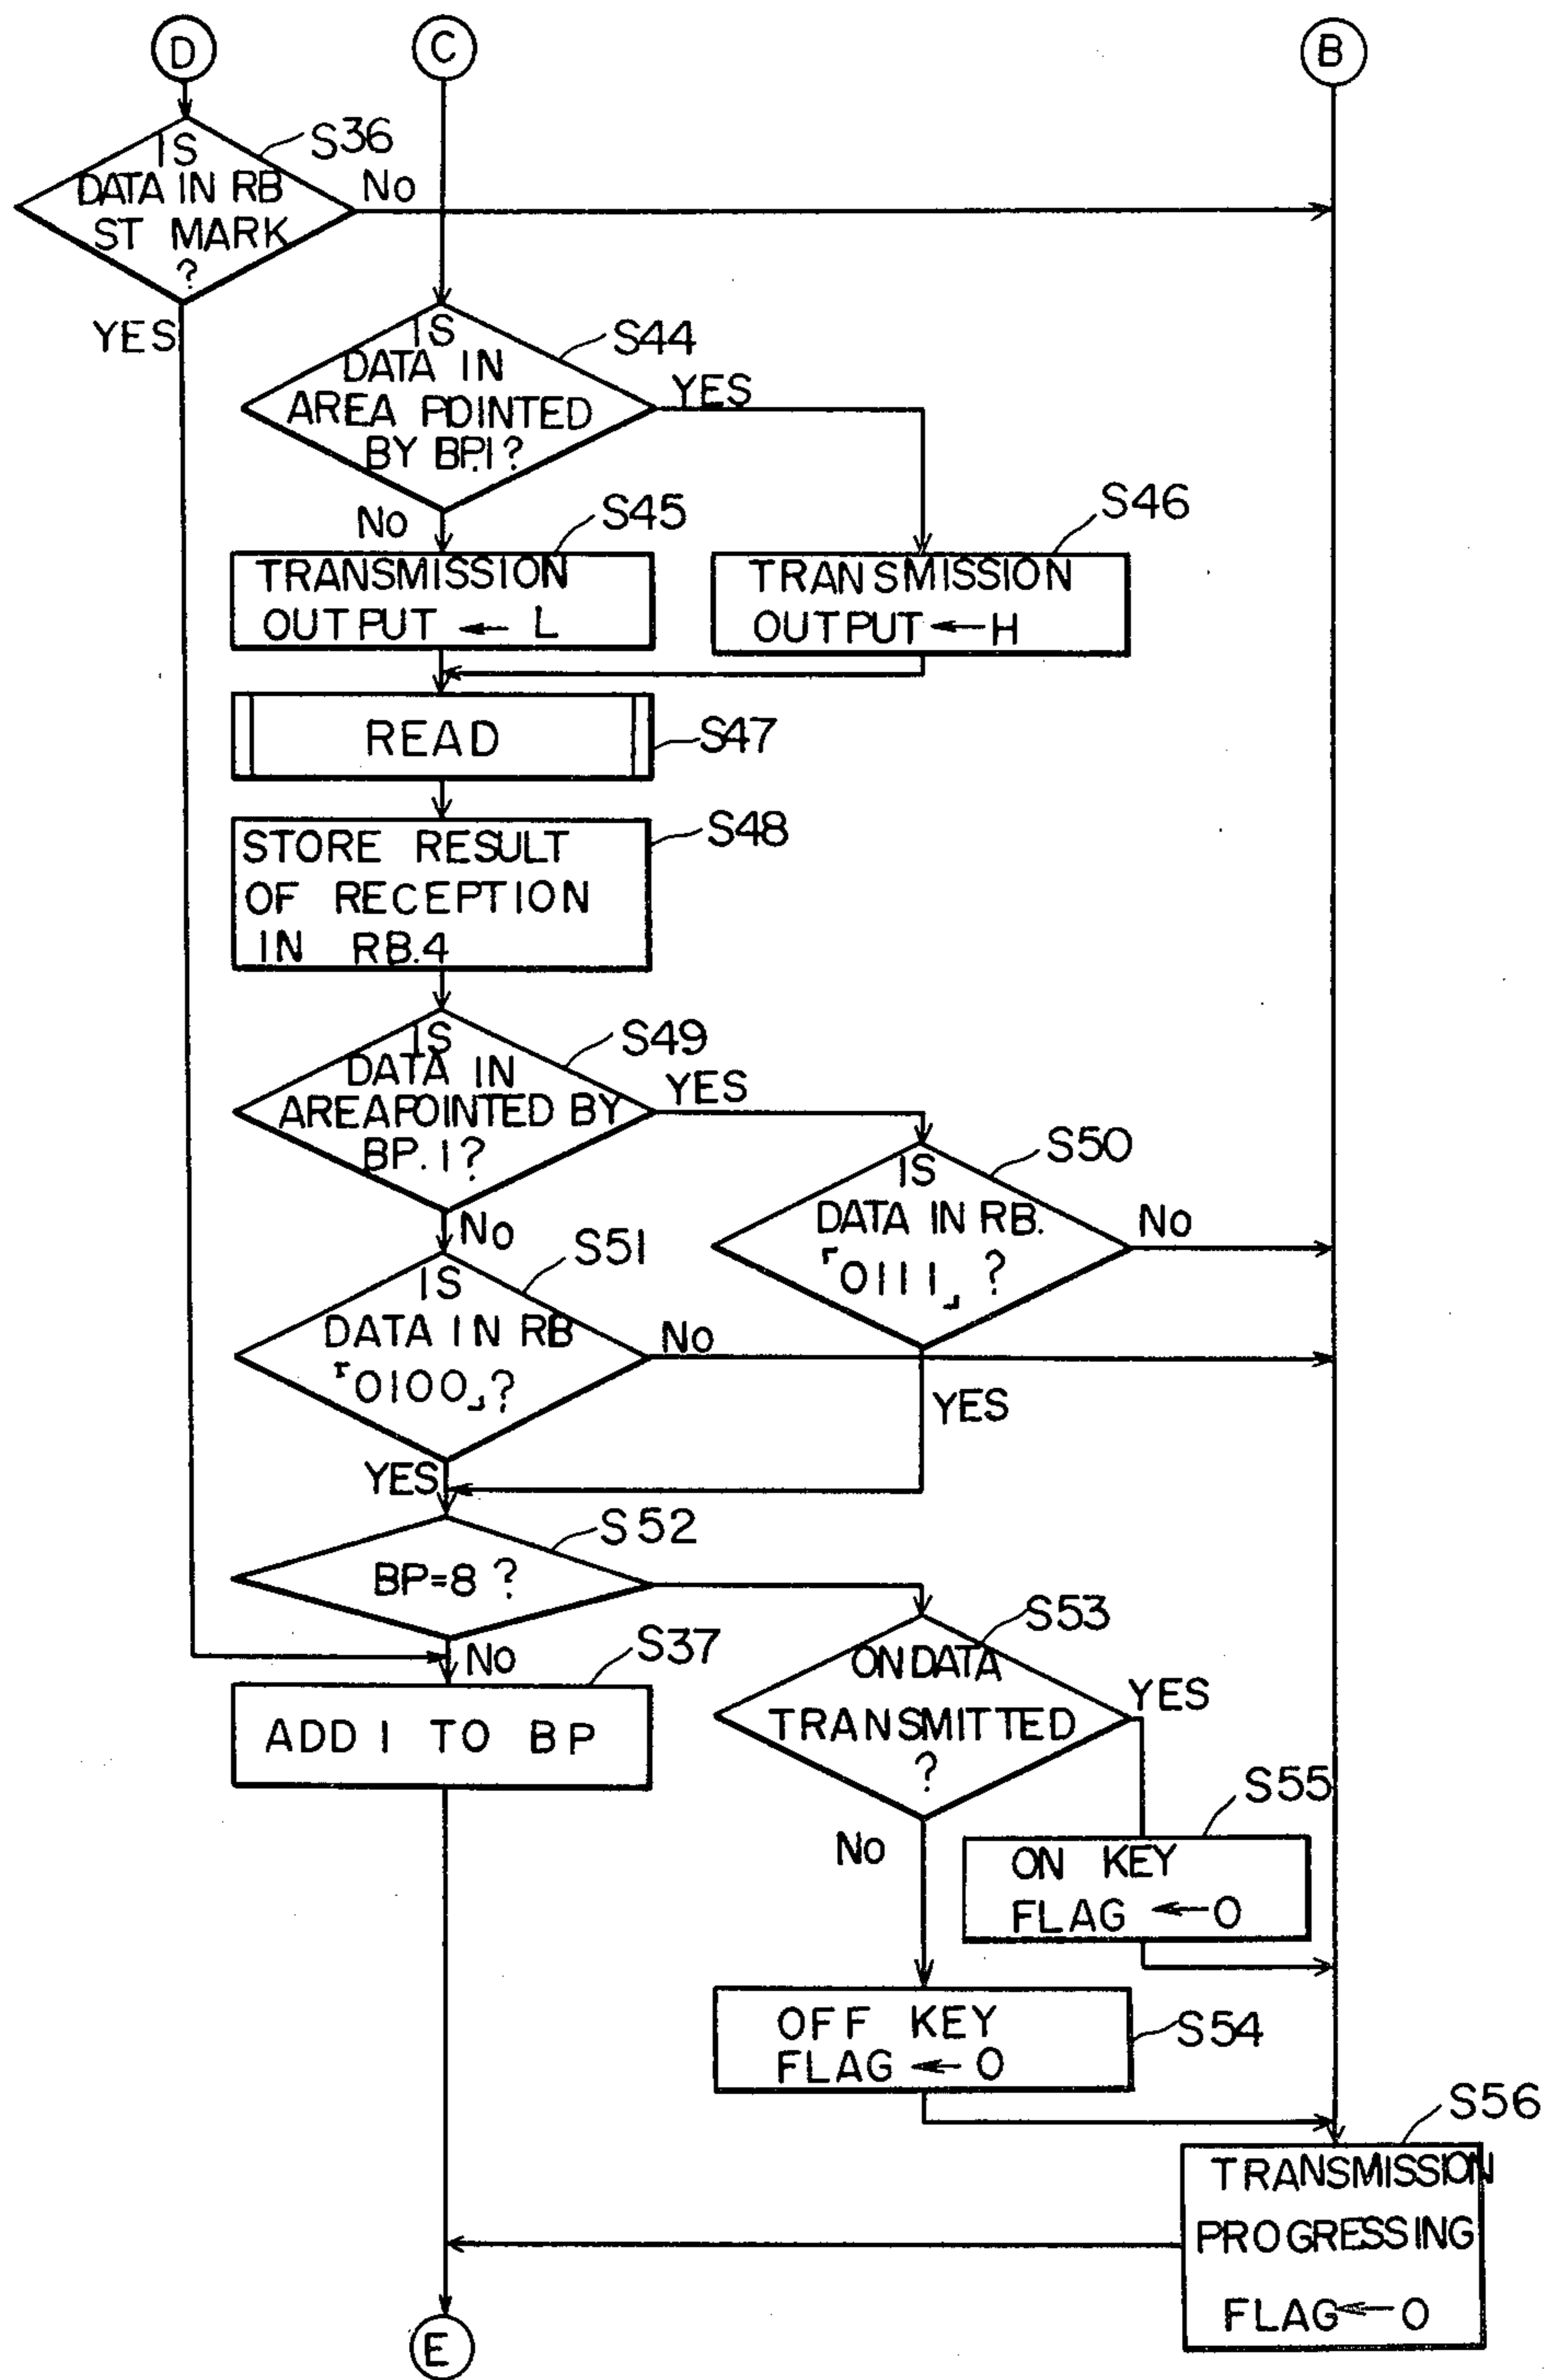 D
C
B
IS
DATA IN RB
ST MARK
?
S36
No
YES
IS
DATA IN
AREA POINTED
BY BP.1?
S44
YES
No
S45
TRANSMISSION
OUTPUT ← L
S46
TRANSMISSION
OUTPUT ← H
READ
S47
STORE RESULT
OF RECEPTION
IN RB.4
S48
IS
DATA IN
AREAPOINTED BY
BP.1?
S49
YES
No
IS
DATA IN RB.
「0111」?
S50
No
YES
IS
DATA IN RB
「0100」?
S51
No
YES
BP=8 ?
S52
No
S37
ADD 1 TO BP
ON DATA
TRANSMITTED
?
S53
YES
No
S55
ON KEY
FLAG ← 0
OFF KEY
FLAG ← 0
S54
S56
TRANSMISSION
PROGRESSING
FLAG ← 0
E